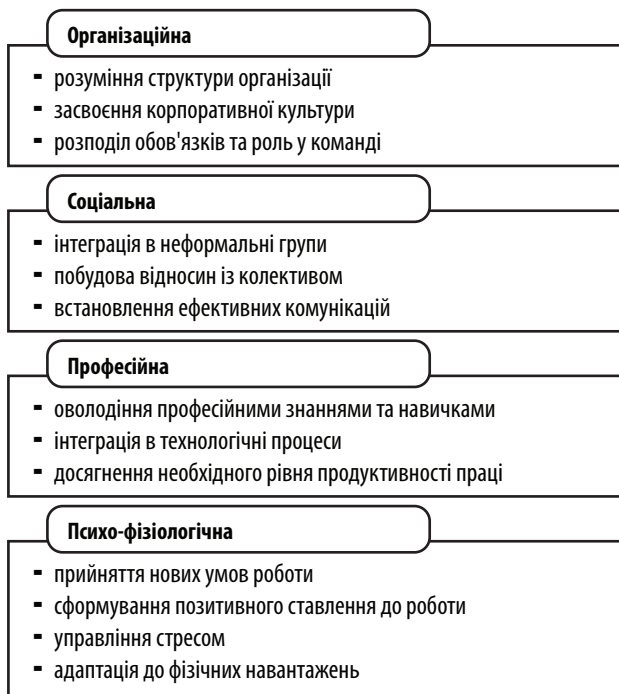 Організаційна
- розуміння структури організації
- засвоєння корпоративної культури
- розподіл обов'язків та роль у команді
Соціальна
- інтеграція в неформальні групи
- побудова відносин із колективом
- встановлення ефективних комунікацій
Професійна
- оволодіння професійними знаннями та навичками
- інтеграція в технологічні процеси
- досягнення необхідного рівня продуктивності праці
Психо-фізіологічна
- прийняття нових умов роботи
- сформування позитивного ставлення до роботи
- управління стресом
- адаптація до фізичних навантажень